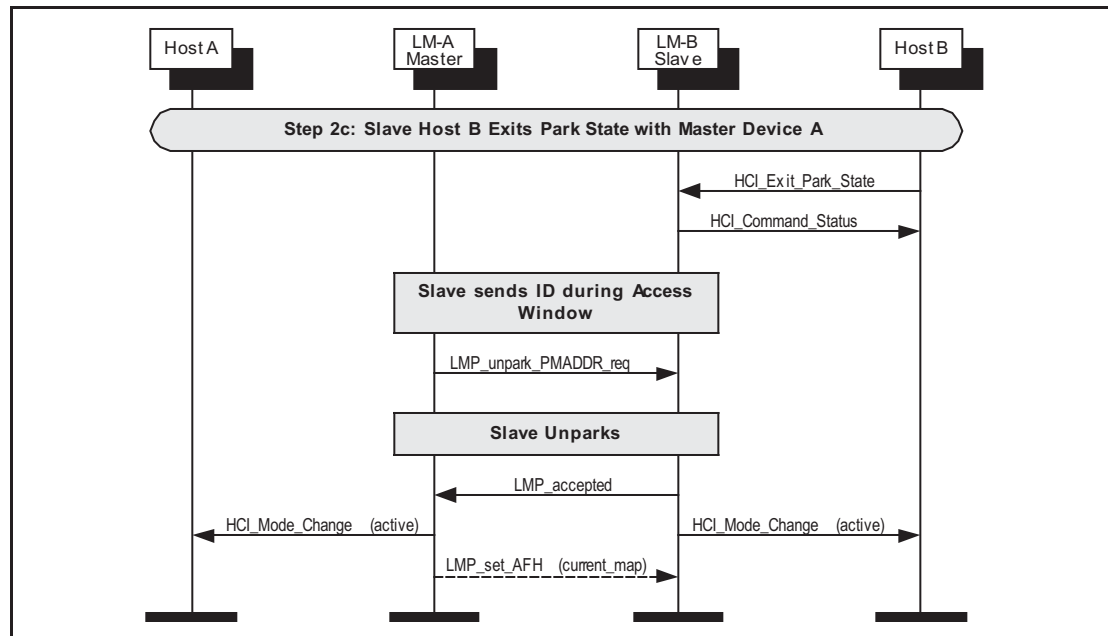 Host A
LM-A
Master
LM-B
Slave
Host B
Step 2c: Slave Host B Exits Park State with Master Device A
HCI_Exit_Park_State
HCI_Command_Status
Slave sends ID during Access
Window
LMP_unpark_PMADDR_req
Slave Unparks
LMP_accepted
HCI_Mode_Change (active)
HCI_Mode_Change (active)
LMP_set_AFH (current_map)